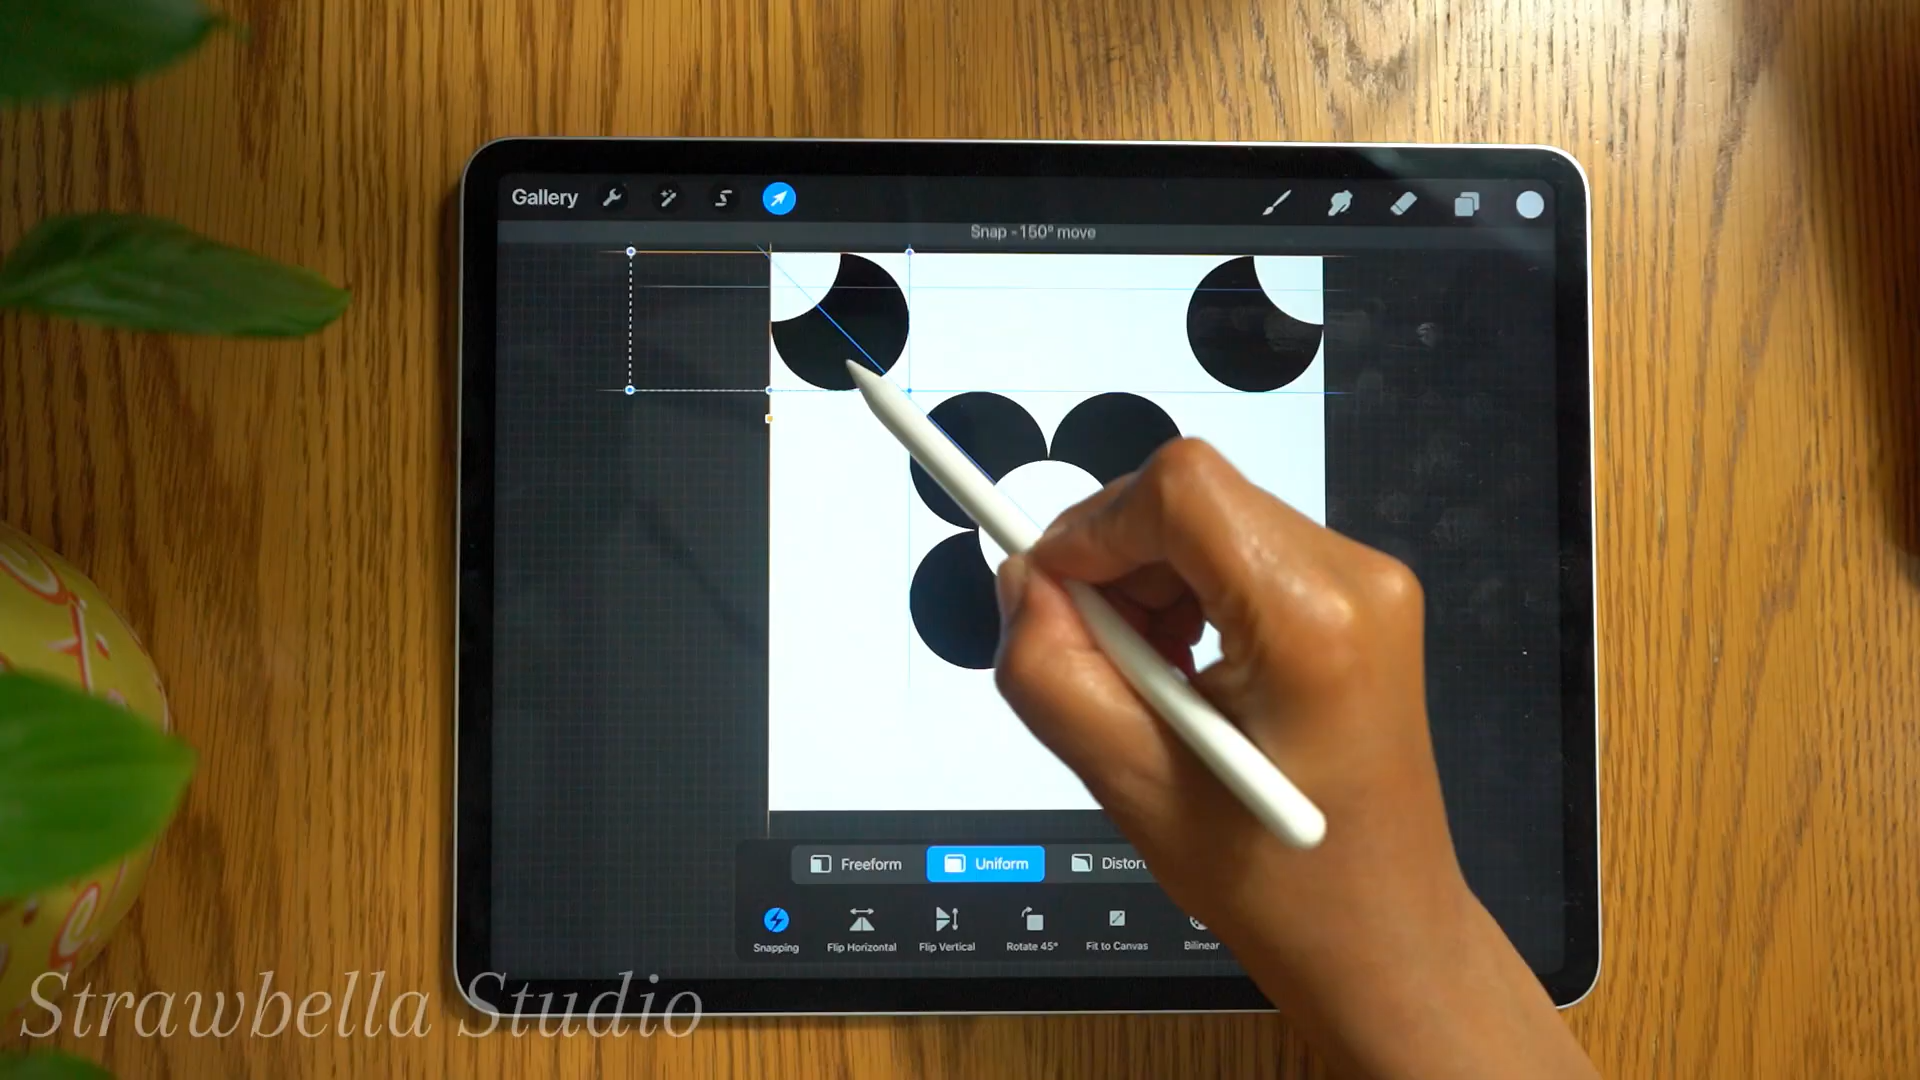 Gallery
Snap - 150° move
Freeform
Uniform
Distort
Snapping
Flip Horizontal
Flip Vertical
Rotate 45°
Fit to Canvas
Bilinear
Strawbella Studio